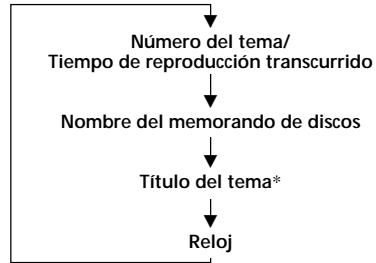 Número del tema/
Tiempo de reproducción transcurrido
Nombre del memorando de discos
Título del tema*
Reloj